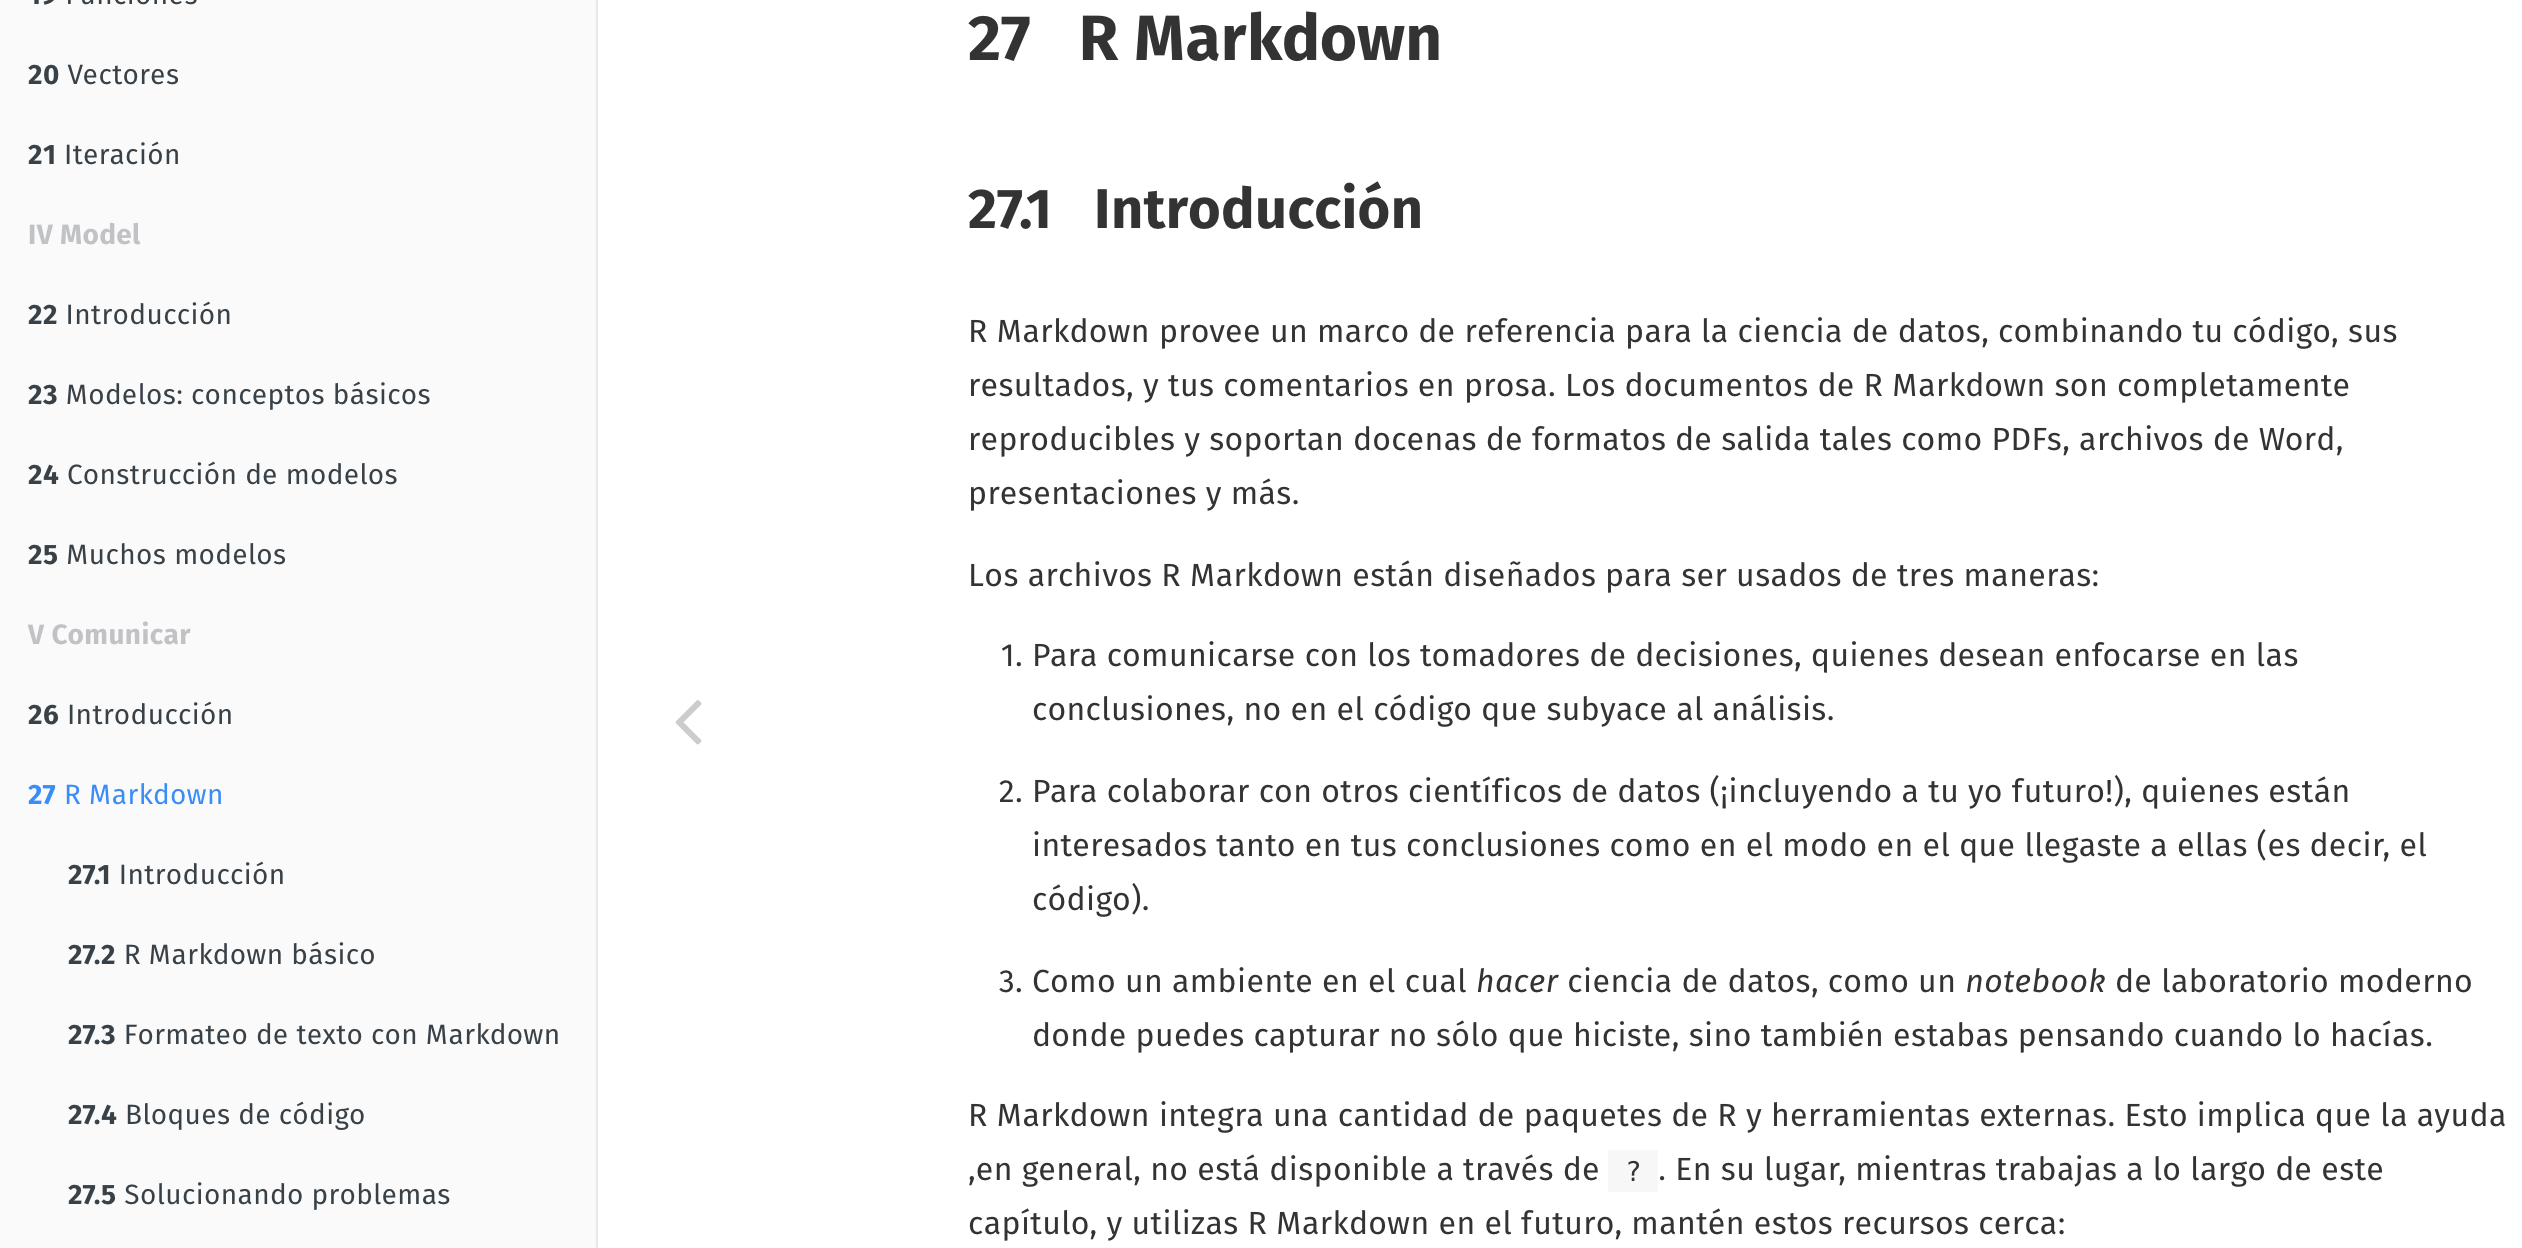 19 Funciones
20 Vectores
21 Iteración
IV Model
22 Introducción
23 Modelos: conceptos básicos
24 Construcción de modelos
25 Muchos modelos
V Comunicar
26 Introducción
27 R Markdown
27.1 Introducción
27.2 R Markdown básico
27.3 Formateo de texto con Markdown
27.4 Bloques de código
27.5 Solucionando problemas
27 R Markdown
27.1 Introducción
R Markdown provee un marco de referencia para la ciencia de datos, combinando tu código, sus
resultados, y tus comentarios en prosa. Los documentos de R Markdown son completamente
reproducibles y soportan docenas de formatos de salida tales como PDFs, archivos de Word,
presentaciones y más.
Los archivos R Markdown están diseñados para ser usados de tres maneras:
1. Para comunicarse con los tomadores de decisiones, quienes desean enfocarse en las
conclusiones, no en el código que subyace al análisis.
2. Para colaborar con otros científicos de datos (¡incluyendo a tu yo futuro!), quienes están
interesados tanto en tus conclusiones como en el modo en el que llegaste a ellas (es decir, el
código).
3. Como un ambiente en el cual hacer ciencia de datos, como un notebook de laboratorio moderno
donde puedes capturar no sólo que hiciste, sino también estabas pensando cuando lo hacías.
R Markdown integra una cantidad de paquetes de R y herramientas externas. Esto implica que la ayuda
,en general, no está disponible a través de ?. En su lugar, mientras trabajas a lo largo de este
capítulo, y utilizas R Markdown en el futuro, mantén estos recursos cerca: